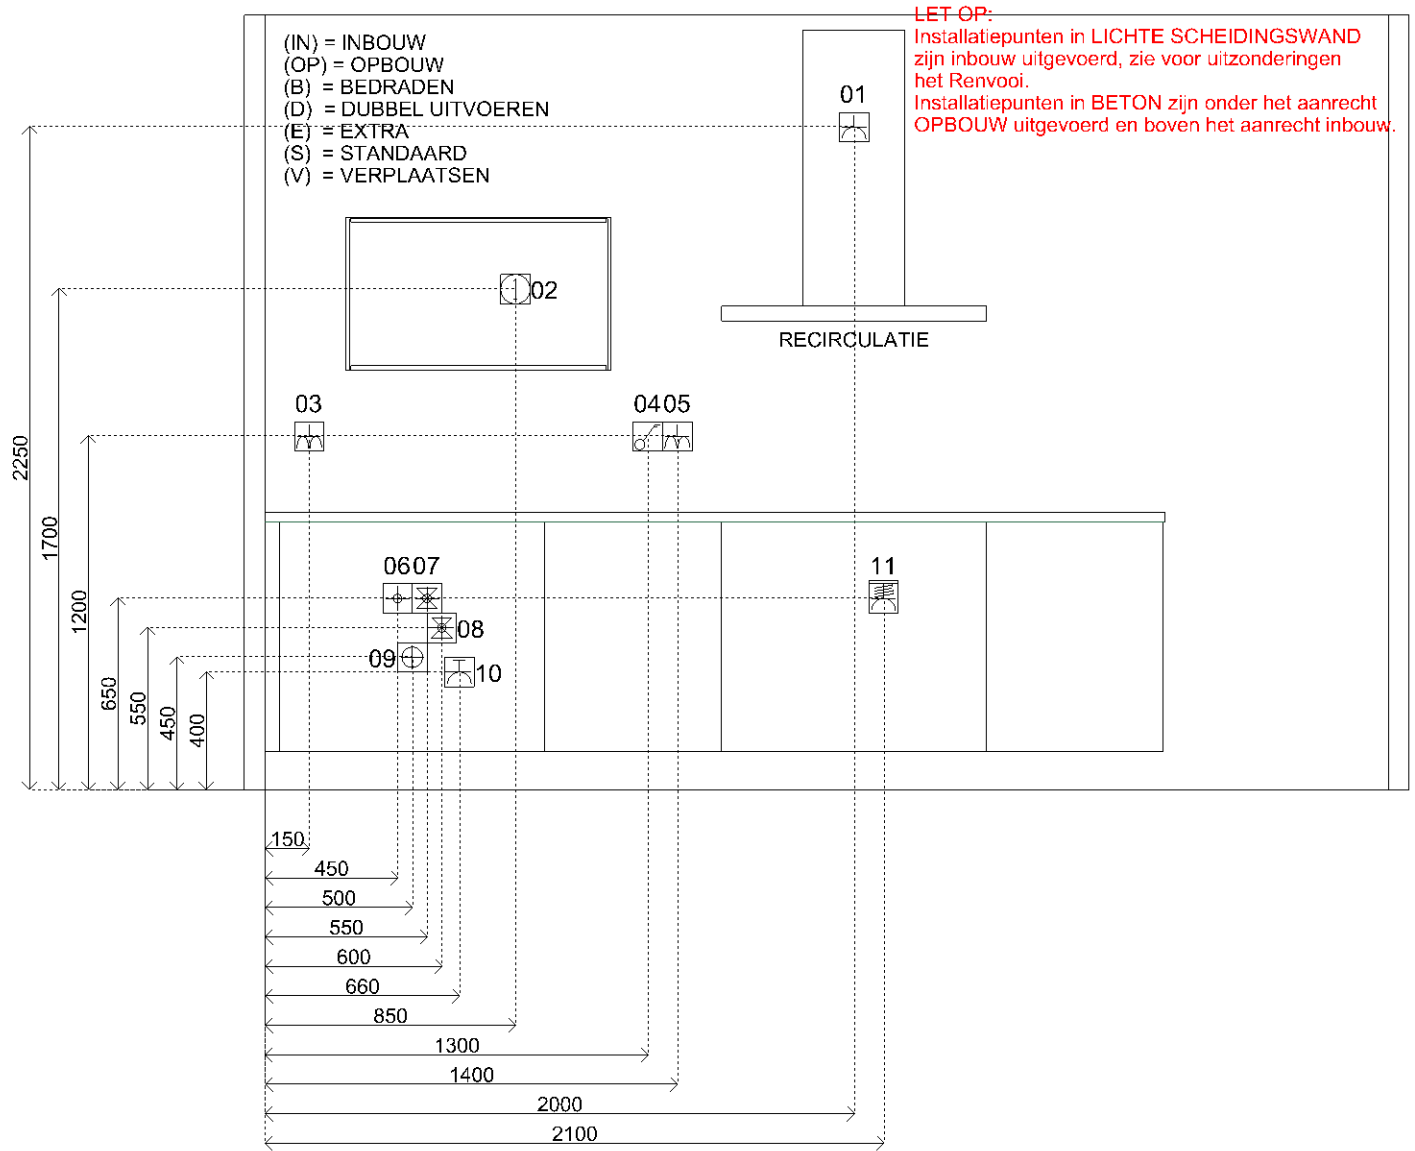 LET OP:
Installatiepunten in LICHTE SCHEIDINGSWAND
zijn inbouw uitgevoerd, zie voor uitzonderingen
het Renvooi.
Installatiepunten in BETON zijn onder het aanrecht
OPBOUW uitgevoerd en boven het aanrecht inbouw.
(IN) = INBOUW
(OP) = OPBOUW
(B) = BEDRADEN
(D) = DUBBEL UITVOEREN
(E) = EXTRA
(S) = STANDAARD
(V) = VERPLAATSEN
01
02
RECIRCULATIE
03
04 05
06 07
11
08
09
10
2250
1700
1200
650
550
450
400
150
450
500
550
600
660
850
1300
1400
2000
2100